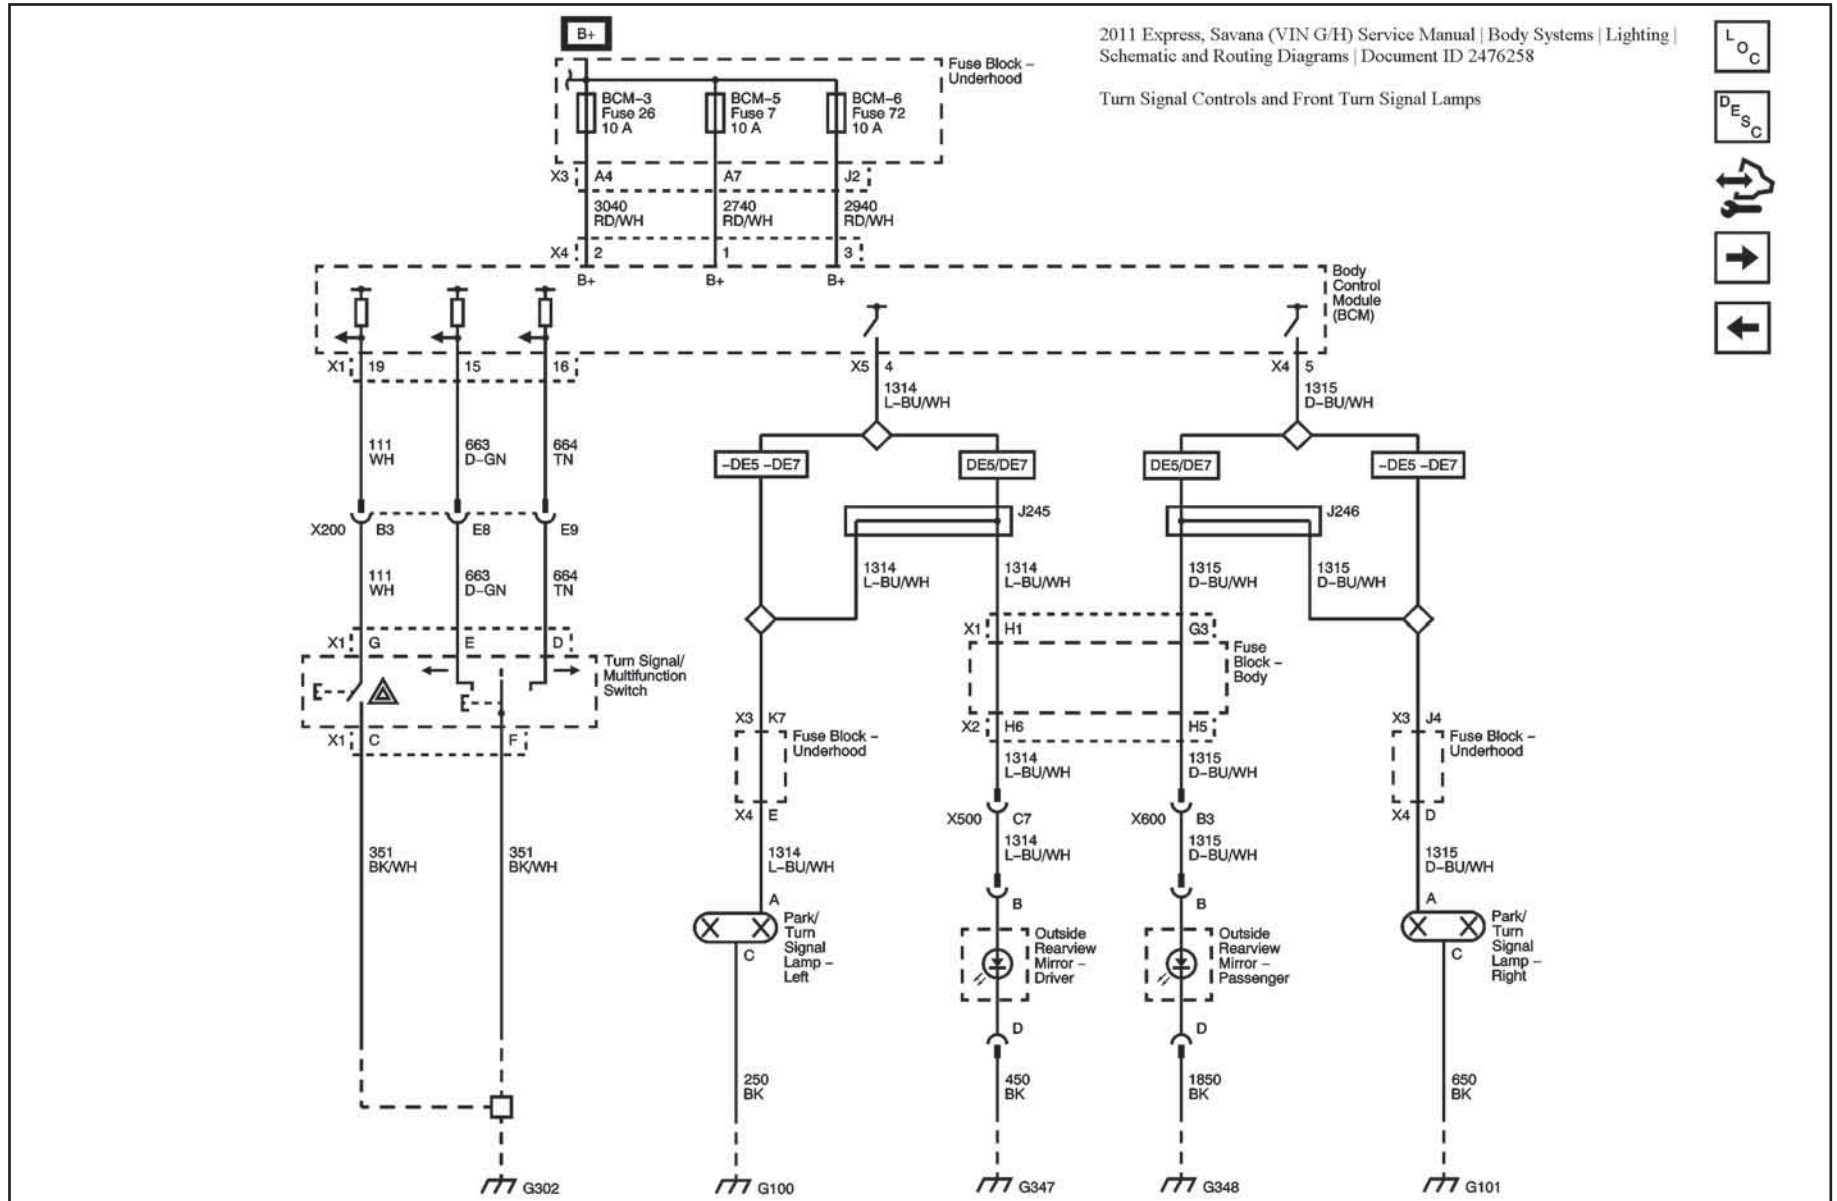 B+
2011 Express, Savana (VIN G/H) Service Manual | Body Systems | Lighting |
Schematic and Routing Diagrams | Document ID 2476258
Turn Signal Controls and Front Turn Signal Lamps
LOC
DESC
Fuse Block –
Underhood
BCM–3
Fuse 26
10 A
BCM–5
Fuse 7
10 A
BCM–6
Fuse 72
10 A
X3 A4 A7 J2
3040
RD/WH
2740
RD/WH
2940
RD/WH
X4 2 1 3
B+ B+ B+
Body
Control
Module
(BCM)
X1 19 15 16
X5 4
X4 5
1314
L–BU/WH
1315
D–BU/WH
111
WH
663
D–GN
664
TN
–DE5 –DE7
DE5/DE7
DE5/DE7
–DE5 –DE7
J245
J246
X200 B3 E8 E9
111
WH
663
D–GN
664
TN
1314
L–BU/WH
1314
L–BU/WH
1315
D–BU/WH
1315
D–BU/WH
X1 G E D
Turn Signal/
Multifunction
Switch
X1 C F
X1 H1 G3
Fuse
Block –
Body
X2 H6 H5
X3 K7
Fuse Block –
Underhood
X4 E
X3 J4
Fuse Block –
Underhood
X4 D
1314
L–BU/WH
1315
D–BU/WH
X500 C7
X600 B3
351
BK/WH
351
BK/WH
1314
L–BU/WH
1314
L–BU/WH
1315
D–BU/WH
1315
D–BU/WH
A
Park/
Turn
Signal
Lamp –
Left
C
B
Outside
Rearview
Mirror –
Driver
D
B
Outside
Rearview
Mirror –
Passenger
D
A
Park/
Turn
Signal
Lamp –
Right
C
250
BK
450
BK
1850
BK
650
BK
G302
G100
G347
G348
G101